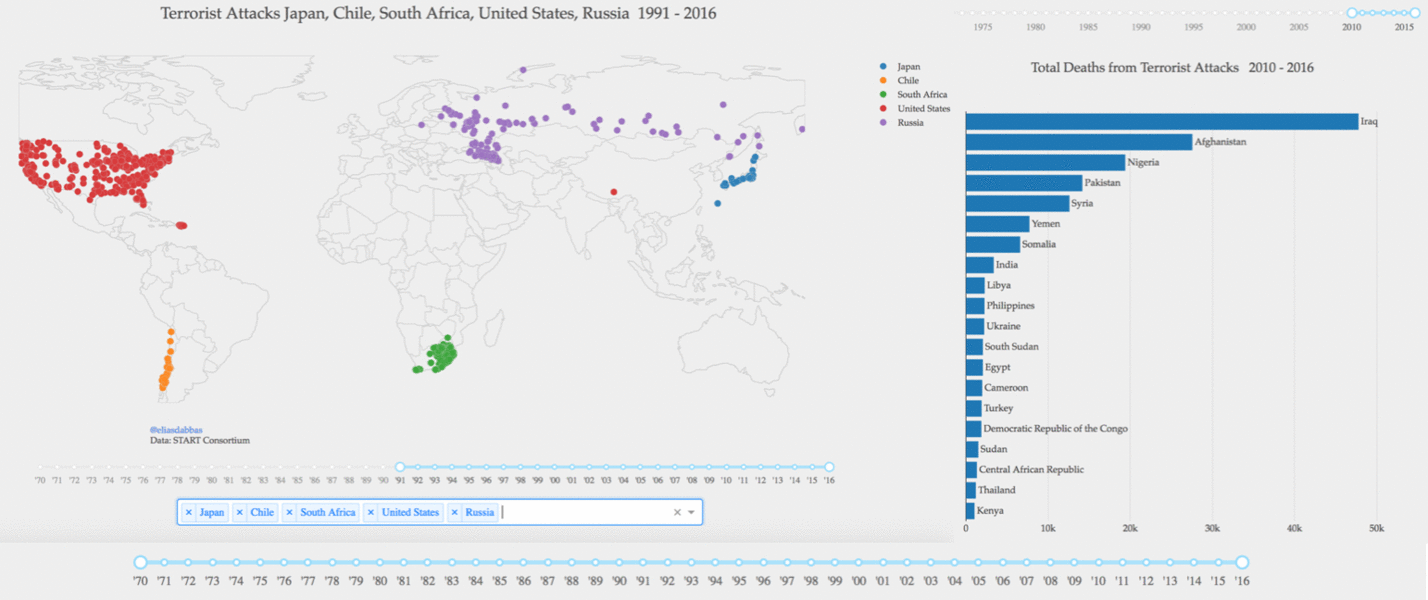 Terrorist Attacks Japan, Chile, South Africa, United States, Russia 1991 - 2016
Japan
Chile
South Africa
United States
Russia
@eliasdabbas
Data: START Consortium
'70 '71 '72 '73 '74 '75 '76 '77 '78 '79 '80 '81 '82 '83 '84 '85 '86 '87 '88 '89 '90 '91 '92 '93 '94 '95 '96 '97 '98 '99 '00 '01 '02 '03 '04 '05 '06 '07 '08 '09 '10 '11 '12 '13 '14 '15 '16
× Japan × Chile × South Africa × United States × Russia ×
1975 1980 1985 1990 1995 2000 2005 2010 2015
Total Deaths from Terrorist Attacks 2010 - 2016
Iraq
Afghanistan
Nigeria
Pakistan
Syria
Yemen
Somalia
India
Libya
Philippines
Ukraine
South Sudan
Egypt
Cameroon
Turkey
Democratic Republic of the Congo
Sudan
Central African Republic
Thailand
Kenya
0 10k 20k 30k 40k 50k
'70 '71 '72 '73 '74 '75 '76 '77 '78 '79 '80 '81 '82 '83 '84 '85 '86 '87 '88 '89 '90 '91 '92 '93 '94 '95 '96 '97 '98 '99 '00 '01 '02 '03 '04 '05 '06 '07 '08 '09 '10 '11 '12 '13 '14 '15 '16